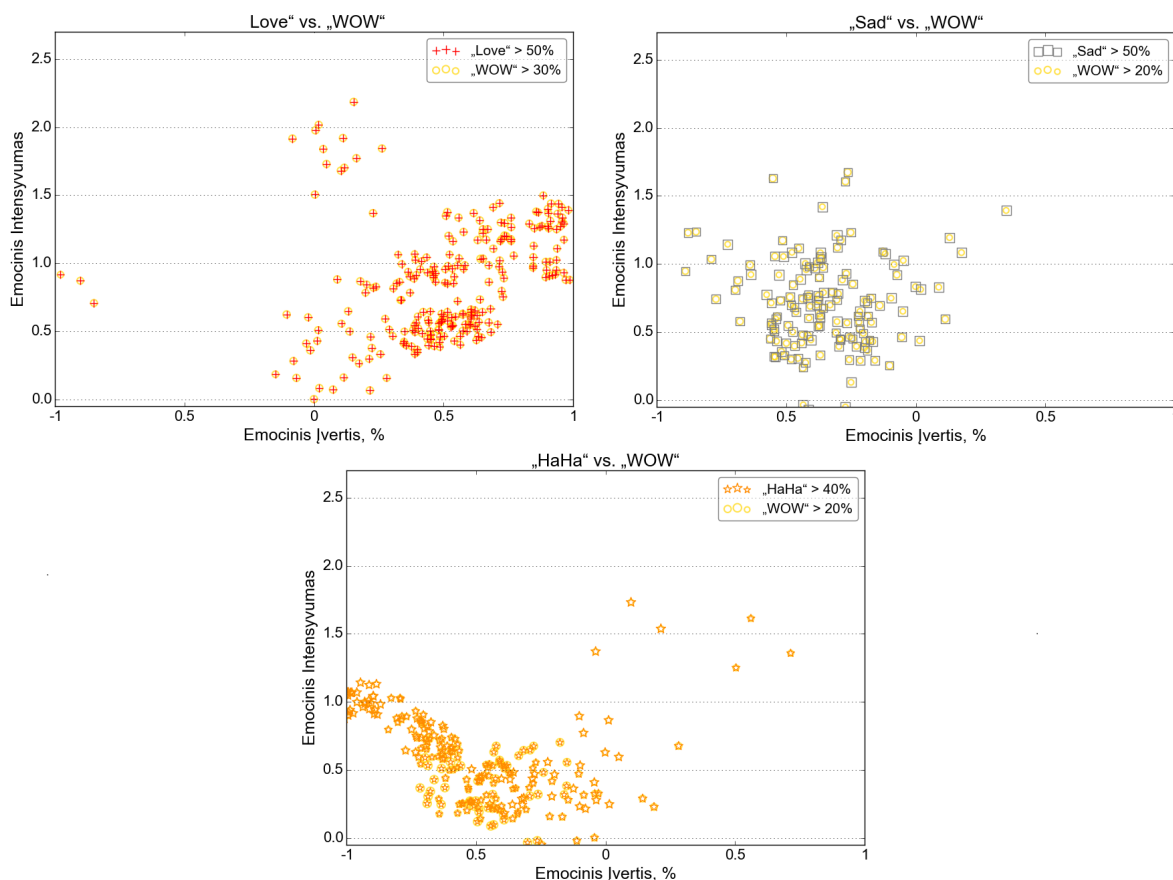 Love“ vs. „WOW“
„Love“ > 50%
„WOW“ > 30%
Emocinis Intensyvumas
2.5
2.0
1.5
1.0
0.5
0.0
-1
0.5
0
0.5
1
Emocinis Įvertis, %
„Sad“ vs. „WOW“
„Sad“ > 50%
„WOW“ > 20%
Emocinis Intensyvumas
2.5
2.0
1.5
1.0
0.5
0.0
-1
0.5
0
0.5
Emocinis Įvertis, %
„HaHa“ vs. „WOW“
„HaHa“ > 40%
„WOW“ > 20%
Emocinis Intensyvumas
2.5
2.0
1.5
1.0
0.5
0.0
-1
0.5
0
0.5
1
Emocinis Įvertis, %